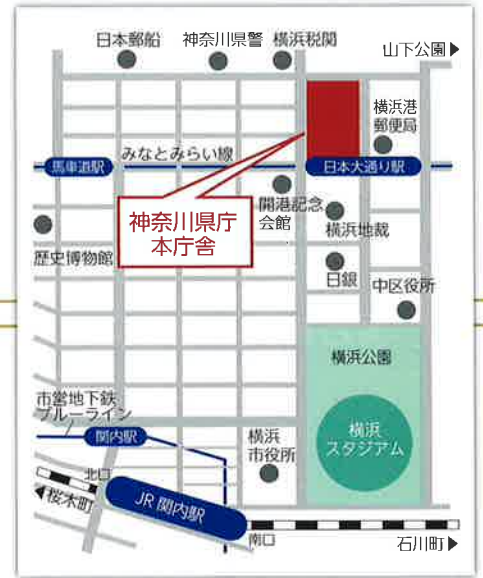 日本郵船
神奈川県警
横浜税関
山下公園▶
横浜港
郵便局
みなとみらい線
馬車道駅
日本大通り駅
開港記念
会館
神奈川県庁
本庁舎
横浜地裁
歴史博物館
日銀
中区役所
横浜公園
市営地下鉄
ブルーライン
関内駅
横浜
市役所
横浜
スタジアム
北口
◀桜木町
JR 関内駅
南口
石川町▶